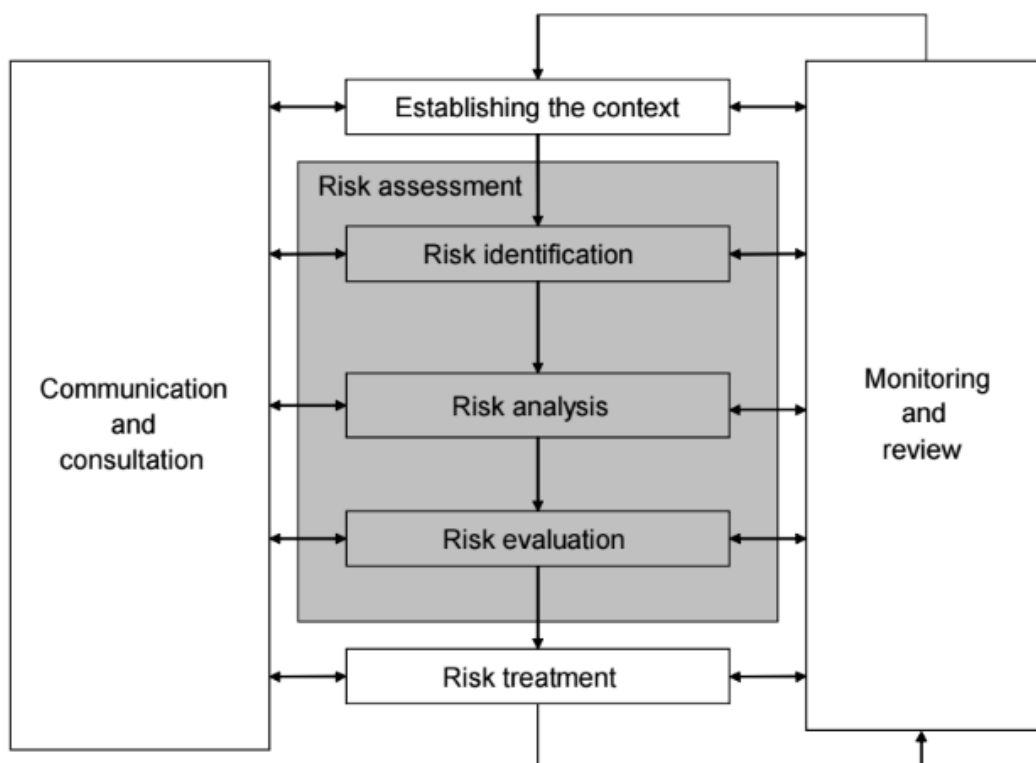 Establishing the context
Risk assessment
Risk identification
Communication
and
consultation
Risk analysis
Monitoring
and
review
Risk evaluation
Risk treatment